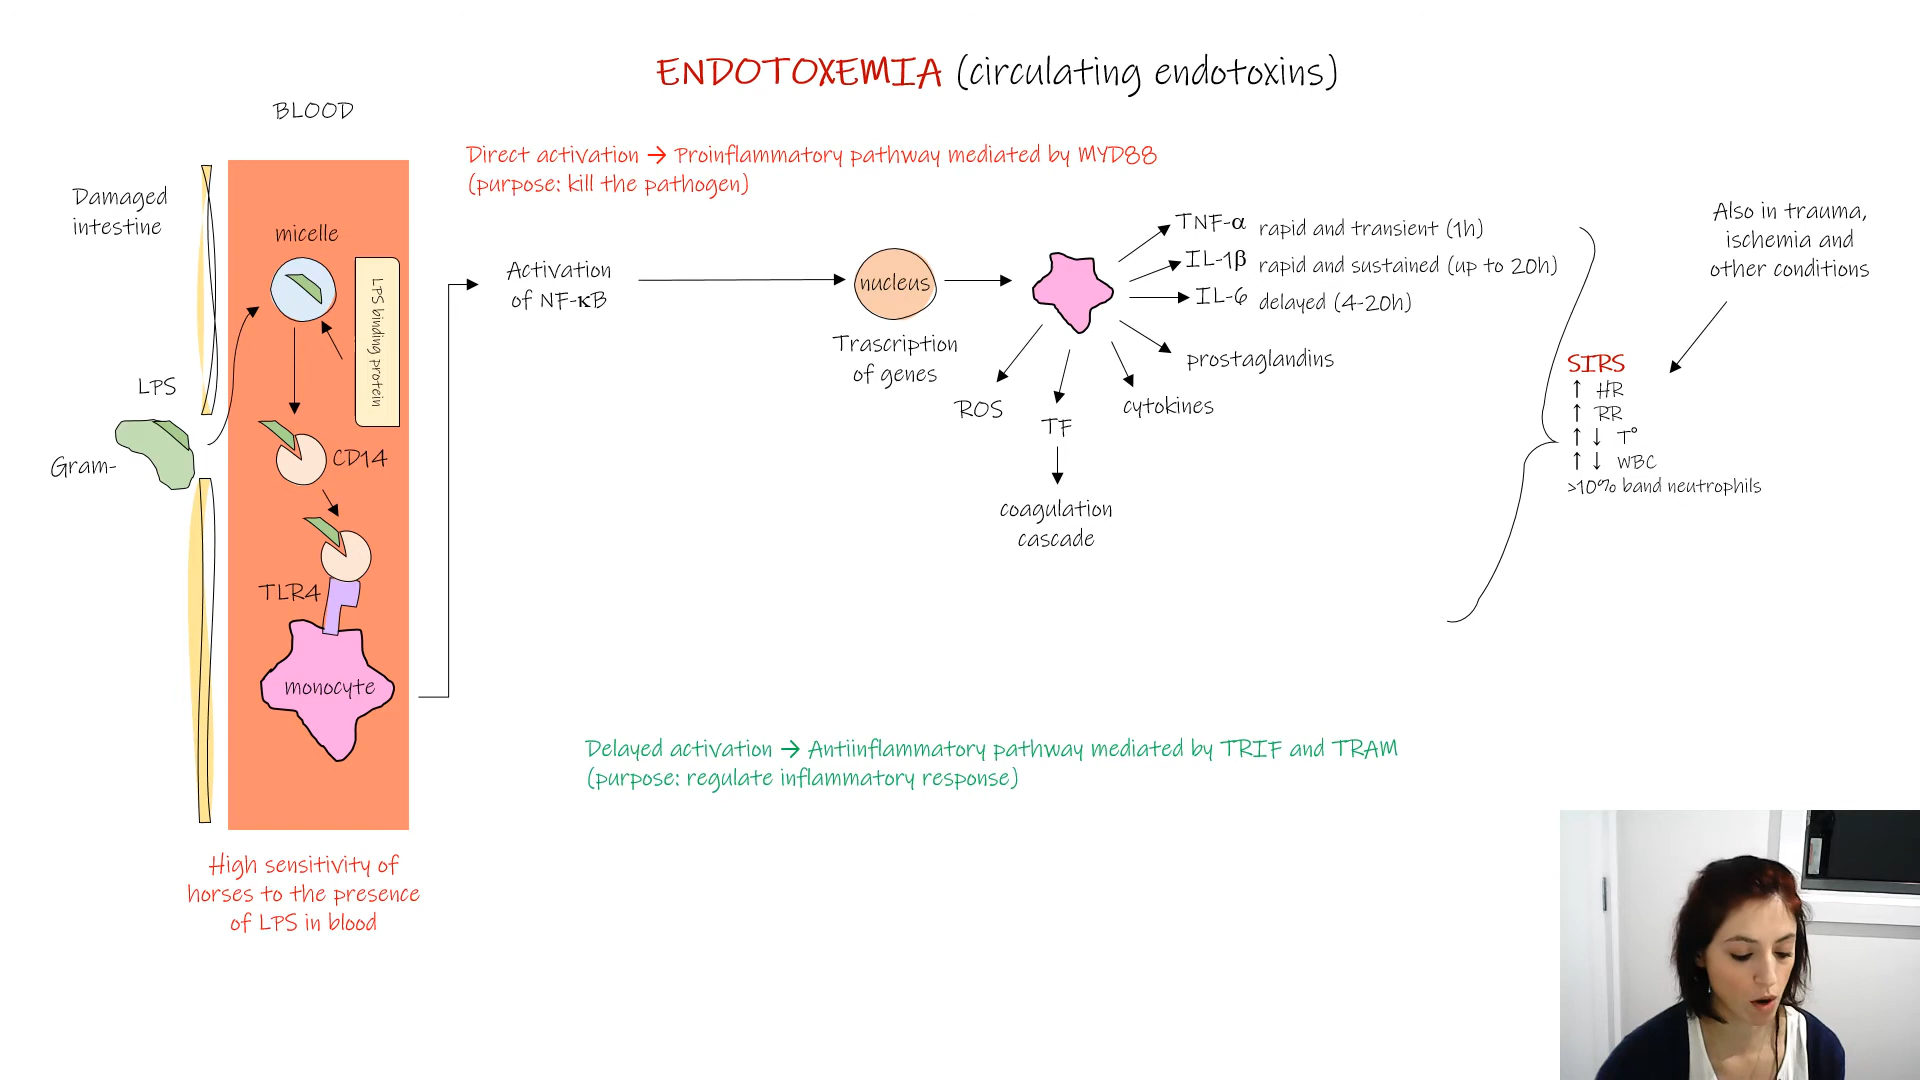 ENDOTOXEMIA (circulating endotoxins)
BLOOD
Direct activation → Proinflammatory pathway mediated by MYD88
(purpose: kill the pathogen)
Damaged
intestine
micelle
LPS binding protein
LPS
Gram-
CD14
TLR4
monocyte
High sensitivity of
horses to the presence
of LPS in blood
Activation
of NF-κB
nucleus
Trascription
of genes
TNF-α rapid and transient (1h)
IL-1β rapid and sustained (up to 20h)
IL-6 delayed (4-20h)
prostaglandins
cytokines
ROS
TF
coagulation
cascade
Also in trauma,
ischemia and
other conditions
SIRS
↑ HR
↑ RR
↑ ↓ T°
↑ ↓ WBC
>10% band neutrophils
Delayed activation → Antiinflammatory pathway mediated by TRIF and TRAM
(purpose: regulate inflammatory response)